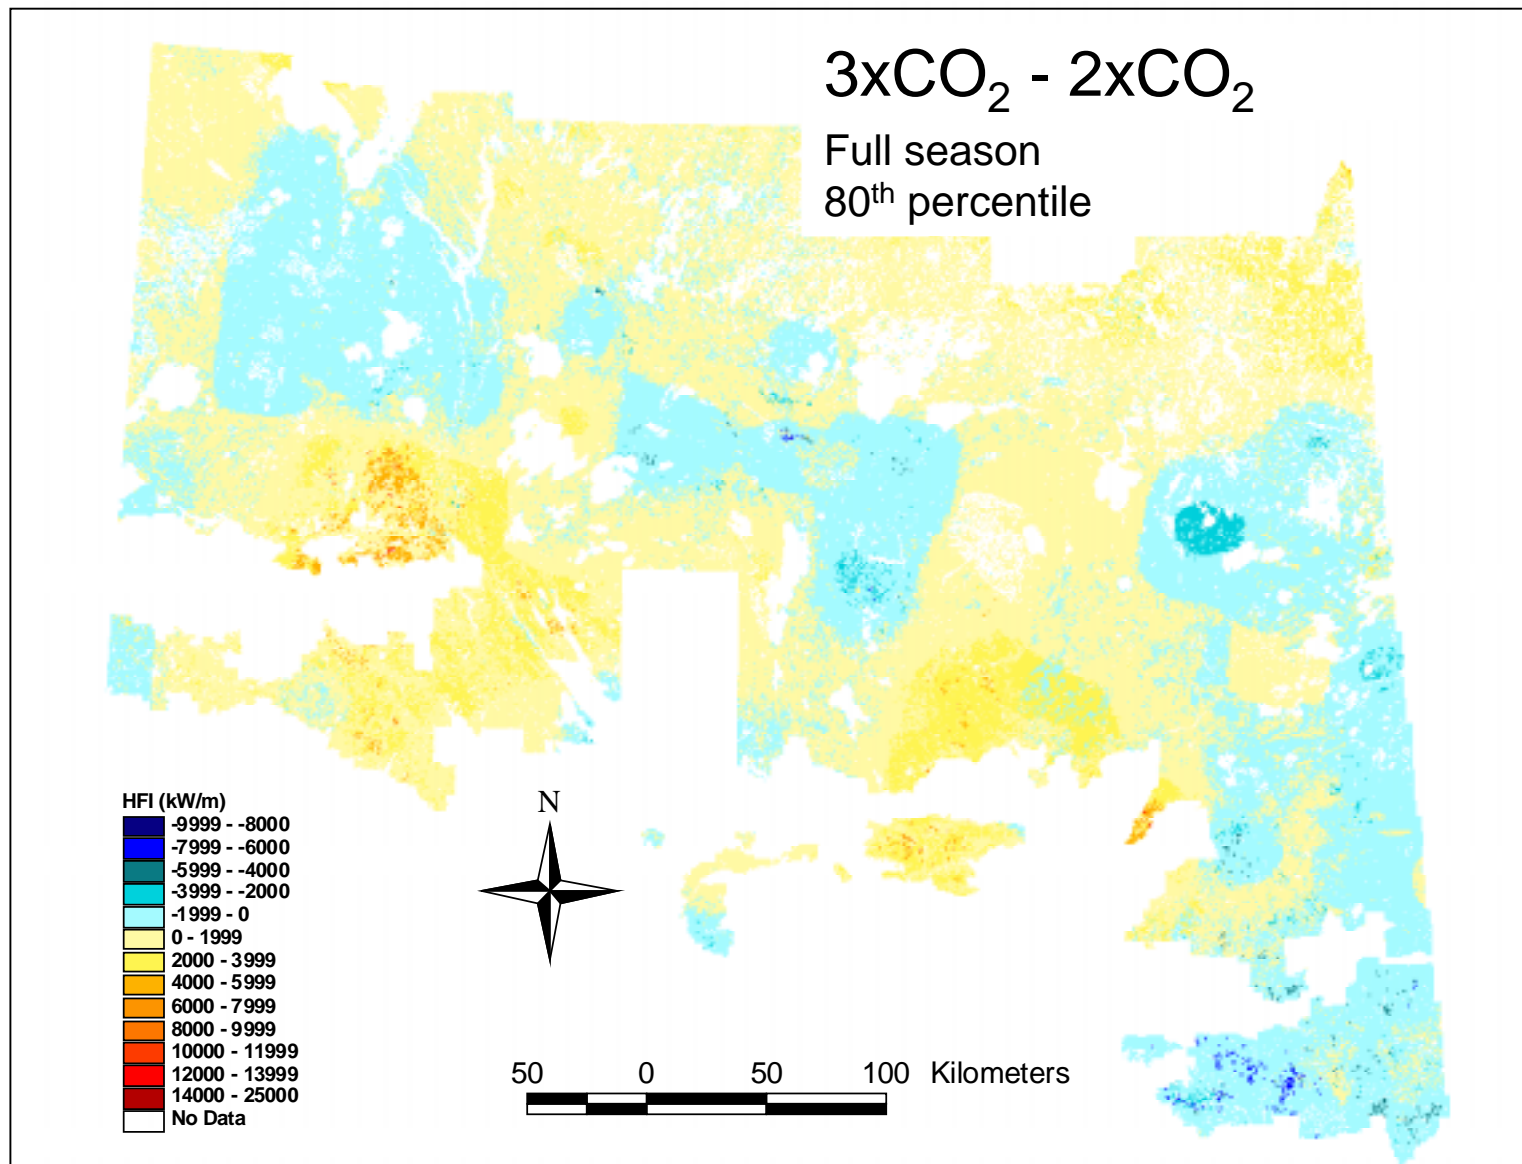 3xCO₂ - 2xCO₂
Full season
80th percentile
HFI (kW/m)
-9999 - -8000
-7999 - -6000
-5999 - -4000
-3999 - -2000
-1999 - 0
0 - 1999
2000 - 3999
4000 - 5999
6000 - 7999
8000 - 9999
10000 - 11999
12000 - 13999
14000 - 25000
No Data
N
50 0 50 100 Kilometers